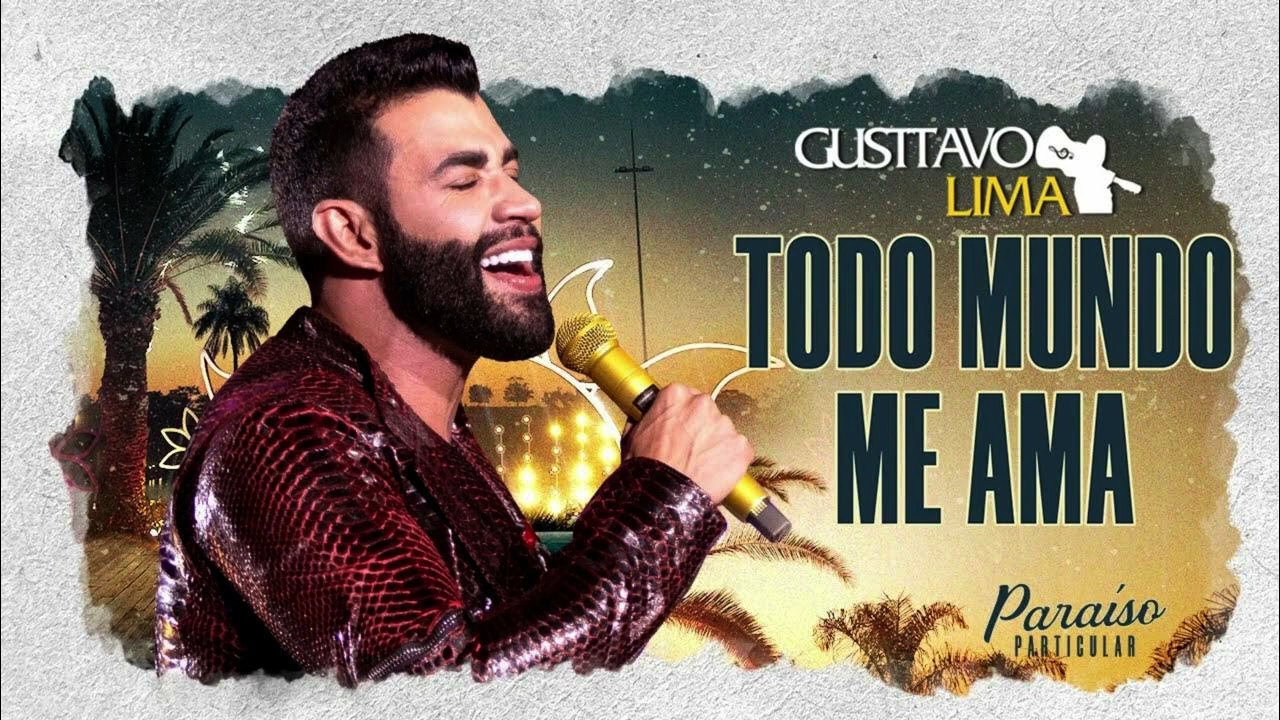 GUSTTAVO
LIMA
TODO MUNDO
ME AMA
Paraíso
PARTICULAR